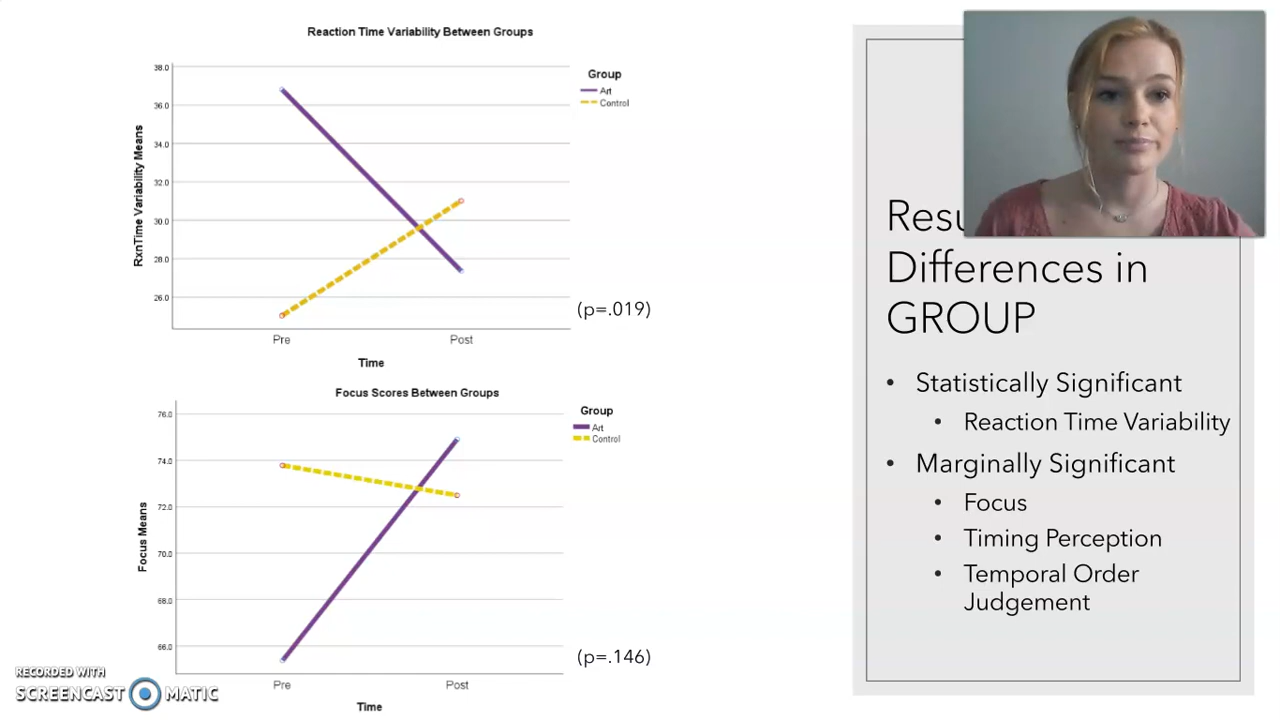 Reaction Time Variability Between Groups
38.0
36.0
34.0
32.0
30.0
28.0
26.0
RxnTime Variability Means
Group
Art
Control
Pre
Post
Time
(p=.019)
Focus Scores Between Groups
76.0
74.0
72.0
70.0
68.0
66.0
Focus Means
Group
Art
Control
Pre
Post
Time
(p=.146)
RECORDED WITH
SCREENCAST MATIC
Differences in
GROUP
• Statistically Significant
• Reaction Time Variability
• Marginally Significant
• Focus
• Timing Perception
• Temporal Order
Judgement